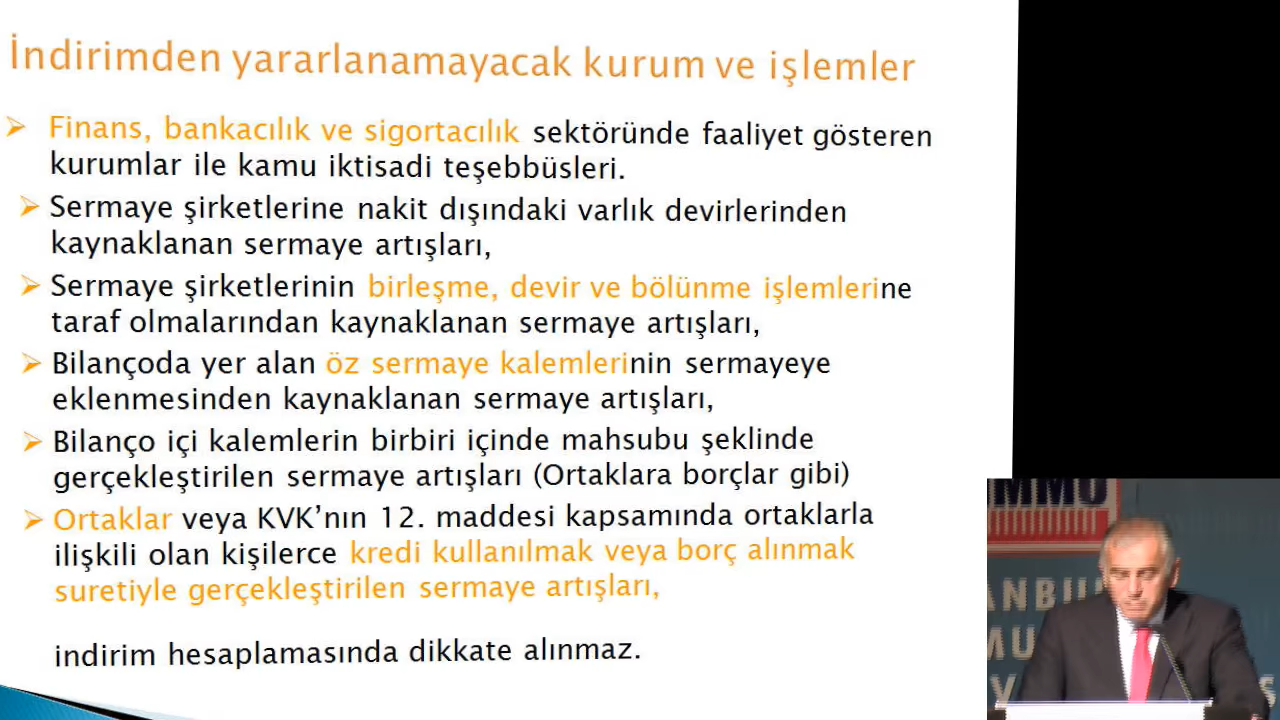 İndirimden yararlanamayacak kurum ve işlemler
Finans, bankacılık ve sigortacılık sektöründe faaliyet gösteren
kurumlar ile kamu iktisadi teşebbüsleri.
Sermaye şirketlerine nakit dışındaki varlık devirlerinden
kaynaklanan sermaye artışları,
Sermaye şirketlerinin birleşme, devir ve bölünme işlemlerine
taraf olmalarından kaynaklanan sermaye artışları,
Bilançoda yer alan öz sermaye kalemlerinin sermayeye
eklenmesinden kaynaklanan sermaye artışları,
Bilanço içi kalemlerin birbiri içinde mahsubu şeklinde
gerçekleştirilen sermaye artışları (Ortaklara borçlar gibi)
Ortaklar veya KVK’nın 12. maddesi kapsamında ortaklarla
ilişkili olan kişilerce kredi kullanılmak veya borç alınmak
suretiyle gerçekleştirilen sermaye artışları,
indirim hesaplamasında dikkate alınmaz.